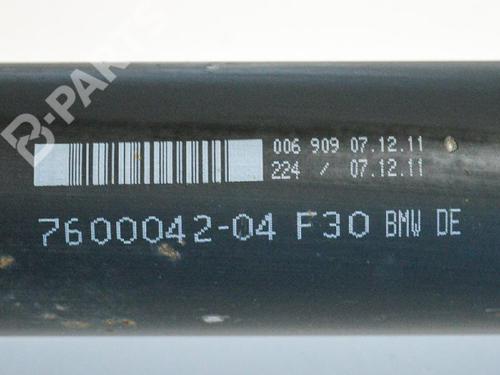 B-PARTS
006 909 07.12.11
224 / 07.12.11
7600042-04 F30 BMW DE